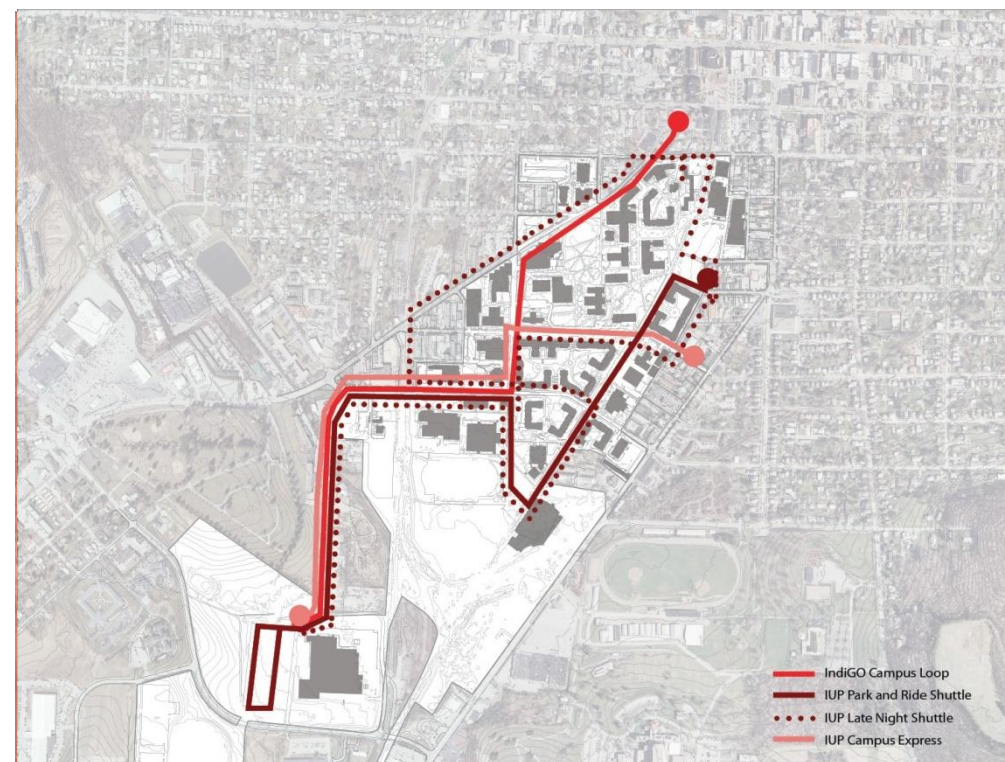 IndiGO Campus Loop
IUP Park and Ride Shuttle
IUP Late Night Shuttle
IUP Campus Express